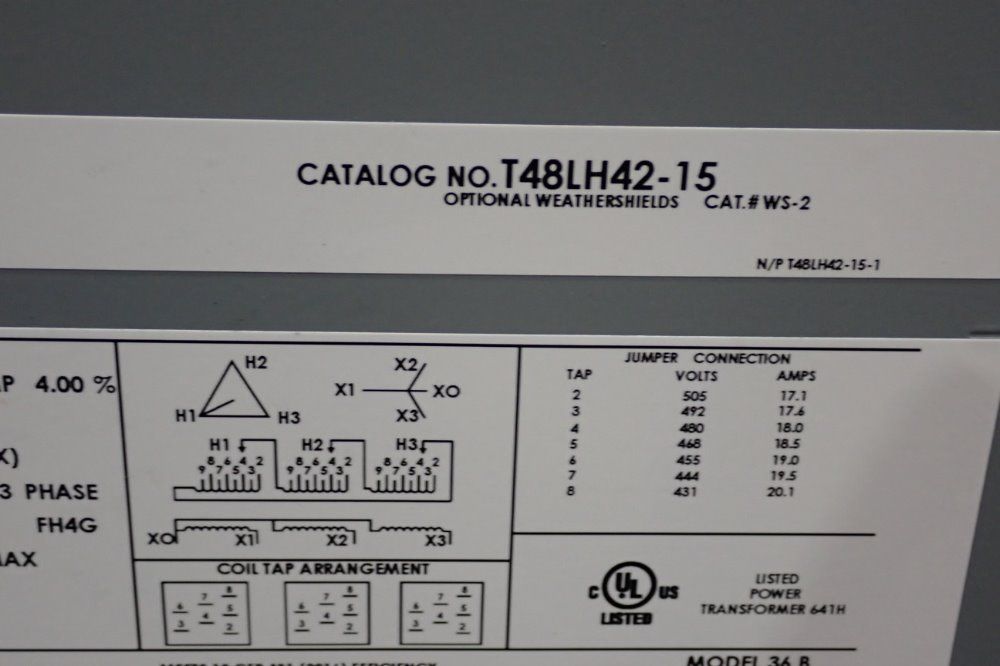 CATALOG NO. T48LH42-15
OPTIONAL WEATHERSHIELDS CAT.# WS-2
N/P T48LH42-15-1
P 4.00 %
X)
3 PHASE
FH4G
MAX
H2
H1 H3
X2
X1 XO
X3
H1 H2 H3
9 8 7 6 5 4 3 2 9 8 7 6 5 4 3 2 9 8 7 6 5 4 3 2
XO X1 X2 X3
COIL TAP ARRANGEMENT
7 8 7 8 7 8
6 5 6 5 6 5
4 4 4
3 2 3 2 3 2
JUMPER CONNECTION
TAP VOLTS AMPS
2 505 17.1
3 492 17.6
4 480 18.0
5 468 18.5
6 455 19.0
7 444 19.5
8 431 20.1
C UL US
LISTED
LISTED
POWER
TRANSFORMER 641H
MODEL 36 B